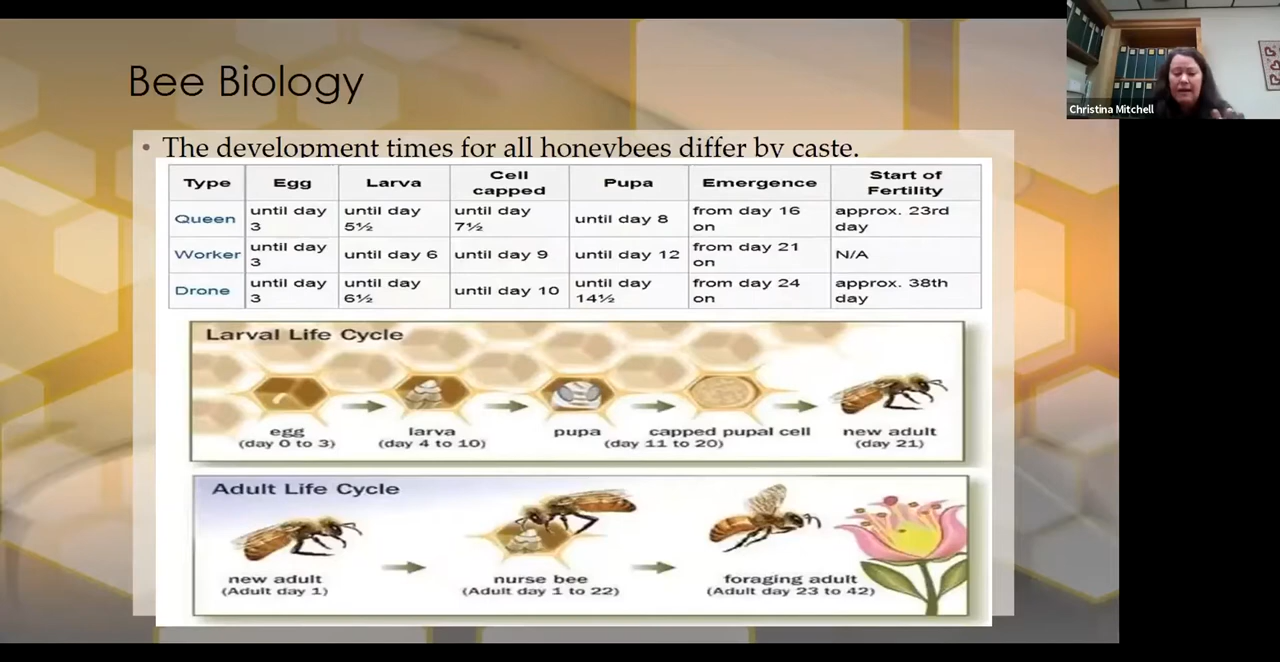 Bee Biology
Christina Mitchell
• The development times for all honeybees differ by caste.
Type Egg Larva Cell capped Pupa Emergence Start of Fertility
Queen until day 3 until day 5½ until day 7½ until day 8 from day 16 on approx. 23rd day
Worker until day 3 until day 6 until day 9 until day 12 from day 21 on N/A
Drone until day 3 until day 6½ until day 10 until day 14½ from day 24 on approx. 38th day
Larval Life Cycle
egg larva pupa capped pupal cell new adult
(day 0 to 3) (day 4 to 10) (day 11 to 20) (day 21)
Adult Life Cycle
new adult nurse bee foraging adult
(Adult day 1) (Adult day 1 to 22) (Adult day 23 to 42)